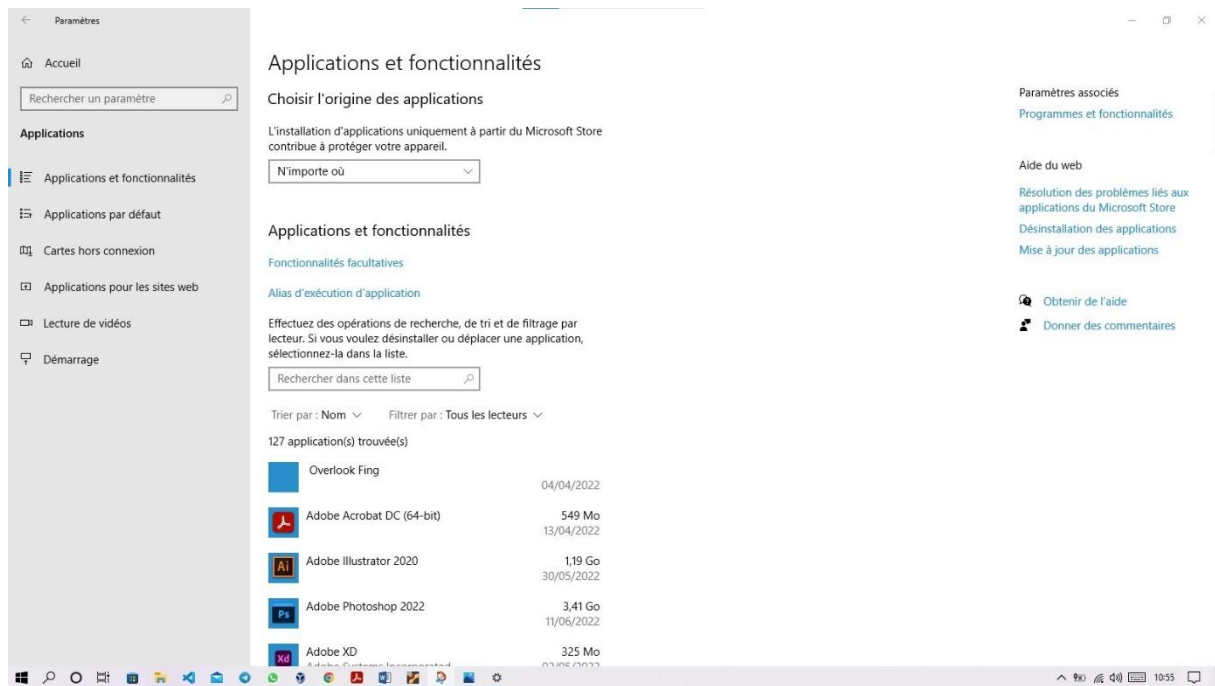 Paramètres
Accueil
Rechercher un paramètre
Applications
Applications et fonctionnalités
Applications par défaut
Cartes hors connexion
Applications pour les sites web
Lecture de vidéos
Démarrage
Applications et fonctionnalités
Choisir l'origine des applications
L'installation d'applications uniquement à partir du Microsoft Store
contribue à protéger votre appareil.
N'importe où
Applications et fonctionnalités
Fonctionnalités facultatives
Alias d'exécution d'application
Effectuez des opérations de recherche, de tri et de filtrage par
lecteur. Si vous voulez désinstaller ou déplacer une application,
sélectionnez-la dans la liste.
Rechercher dans cette liste
Trier par : Nom Filtrer par : Tous les lecteurs
127 application(s) trouvée(s)
Overlook Fing
04/04/2022
Adobe Acrobat DC (64-bit) 549 Mo
13/04/2022
Adobe Illustrator 2020 1,19 Go
30/05/2022
Adobe Photoshop 2022 3,41 Go
11/06/2022
Adobe XD 325 Mo
Adobe Systems Incorporated
Paramètres associés
Programmes et fonctionnalités
Aide du web
Résolution des problèmes liés aux
applications du Microsoft Store
Désinstallation des applications
Mise à jour des applications
Obtenir de l'aide
Donner des commentaires
10:55